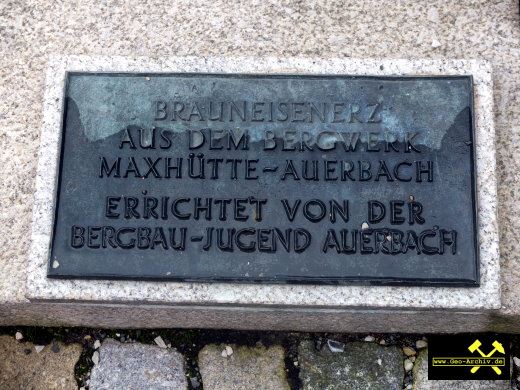 BRAUNEISENERZ
AUS DEM BERGWERK
MAXHÜTTE-AUERBACH
ERRICHTET VON DER
BERGBAU-JUGEND AUERBACH
www.Geo-Archiv.de